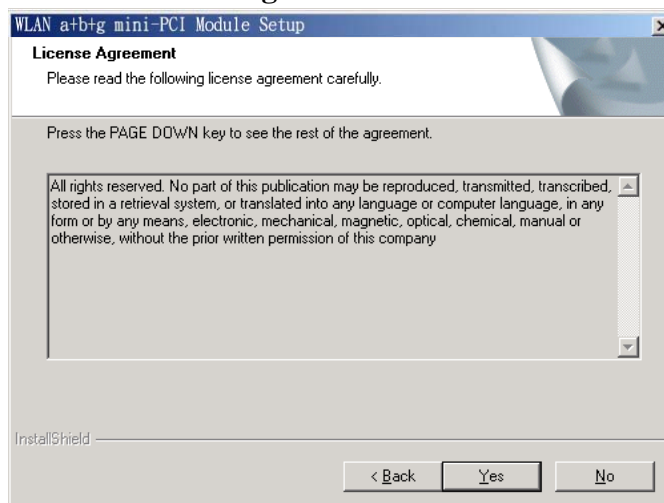 WLAN a+b+g mini-PCI Module Setup
License Agreement
Please read the following license agreement carefully.
Press the PAGE DOWN key to see the rest of the agreement.
All rights reserved. No part of this publication may be reproduced, transmitted, transcribed,
stored in a retrieval system, or translated into any language or computer language, in any
form or by any means, electronic, mechanical, magnetic, optical, chemical, manual or
otherwise, without the prior written permission of this company
InstallShield
< Back Yes No